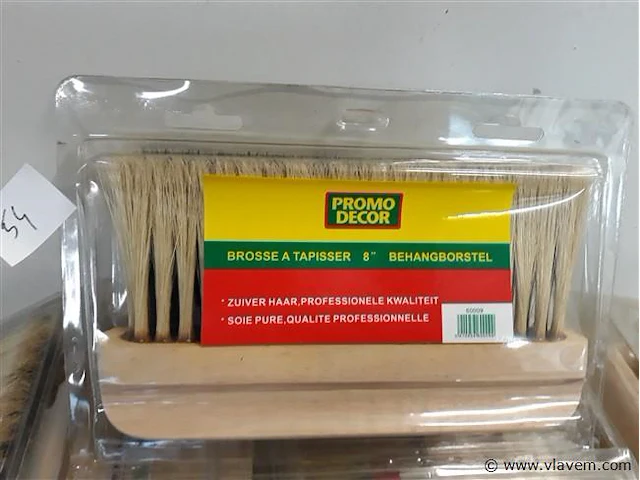 54
PROMO
DECOR
BROSSE A TAPISSER 8" BEHANGBORSTEL
* ZUIVER HAAR,PROFESSIONELE KWALITEIT
* SOIE PURE,QUALITE PROFESSIONNELLE
60009
© www.vlavem.com